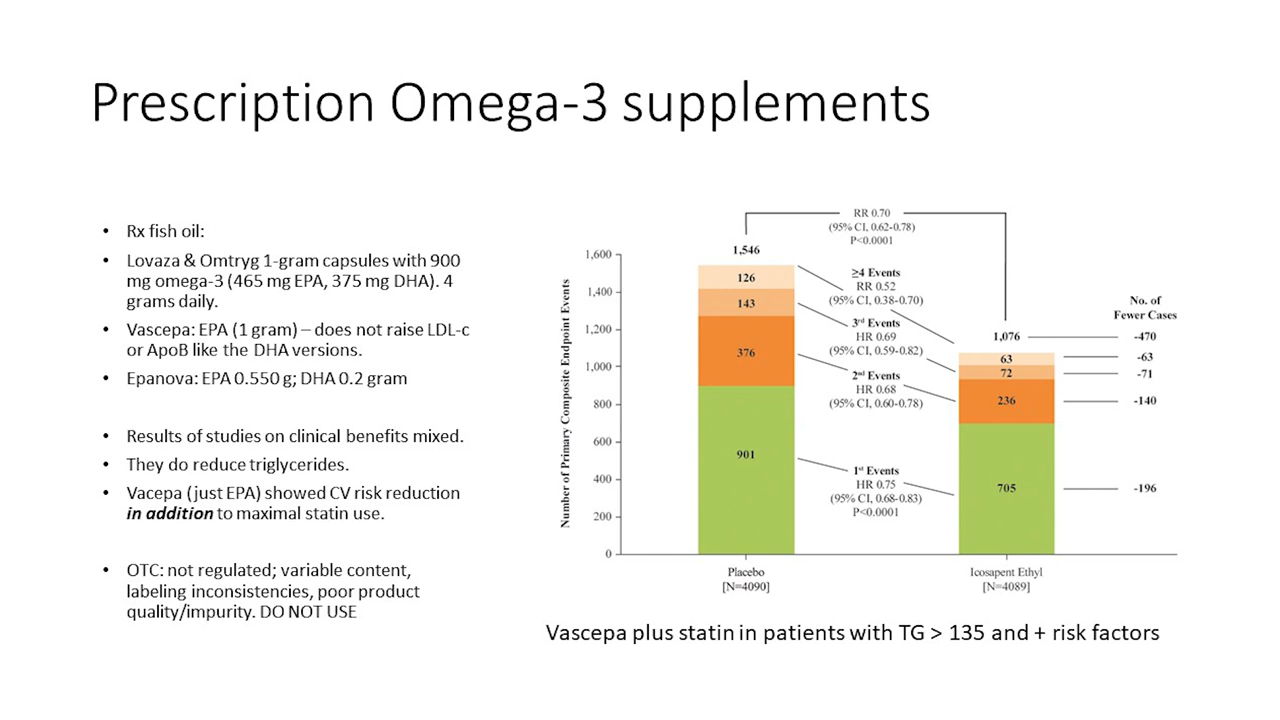 Prescription Omega-3 supplements
• Rx fish oil:
• Lovaza & Omtryg 1-gram capsules with 900
mg omega-3 (465 mg EPA, 375 mg DHA). 4
grams daily.
• Vascepa: EPA (1 gram) – does not raise LDL-c
or ApoB like the DHA versions.
• Epanova: EPA 0.550 g; DHA 0.2 gram
• Results of studies on clinical benefits mixed.
• They do reduce triglycerides.
• Vacepa (just EPA) showed CV risk reduction
in addition to maximal statin use.
• OTC: not regulated; variable content,
labeling inconsistencies, poor product
quality/impurity. DO NOT USE
Number of Primary Composite Endpoint Events
1,600
1,400
1,200
1,000
800
600
400
200
0
1,546
126
143
376
901
Placebo
[N=4090]
RR 0.70
(95% CI, 0.62-0.78)
P<0.0001
≥4 Events
RR 0.52
(95% CI, 0.38-0.70)
3rd Events
HR 0.69
(95% CI, 0.59-0.82)
2nd Events
HR 0.68
(95% CI, 0.60-0.78)
1st Events
HR 0.75
(95% CI, 0.68-0.83)
P<0.0001
1,076
63
72
236
705
Icosapent Ethyl
[N=4089]
No. of
Fewer Cases
-470
-63
-71
-140
-196
Vascepa plus statin in patients with TG > 135 and + risk factors